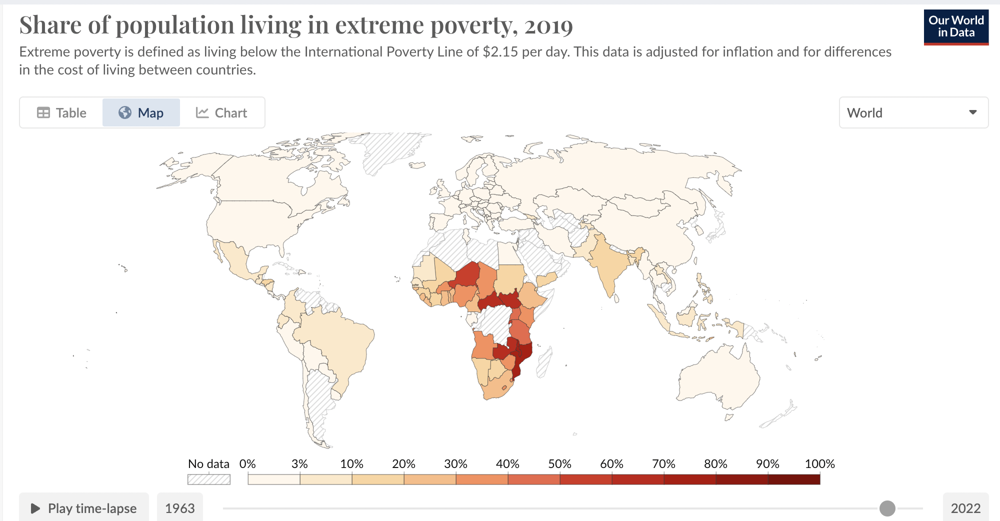 Share of population living in extreme poverty, 2019
Our World
in Data
Extreme poverty is defined as living below the International Poverty Line of $2.15 per day. This data is adjusted for inflation and for differences
in the cost of living between countries.
Table Map Chart
World
No data 0% 3% 10% 20% 30% 40% 50% 60% 70% 80% 90% 100%
Play time-lapse 1963 2022